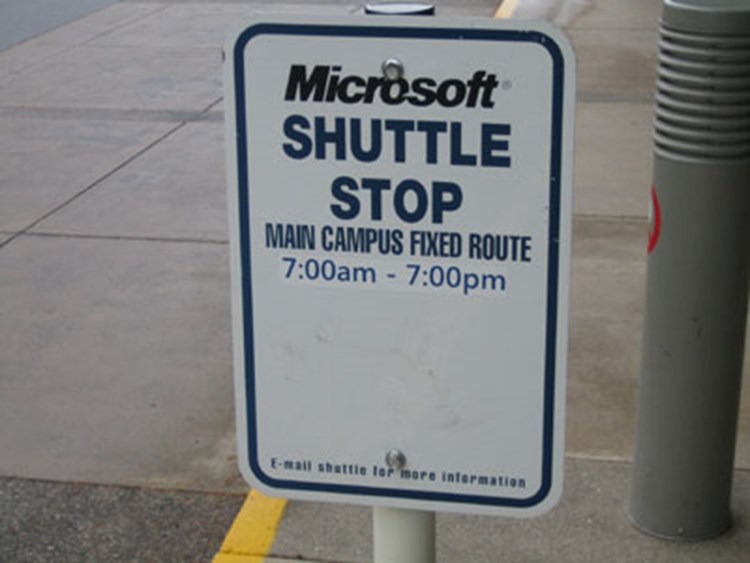 Microsoft®
SHUTTLE
STOP
MAIN CAMPUS FIXED ROUTE
7:00am - 7:00pm
E-mail shuttle for more information